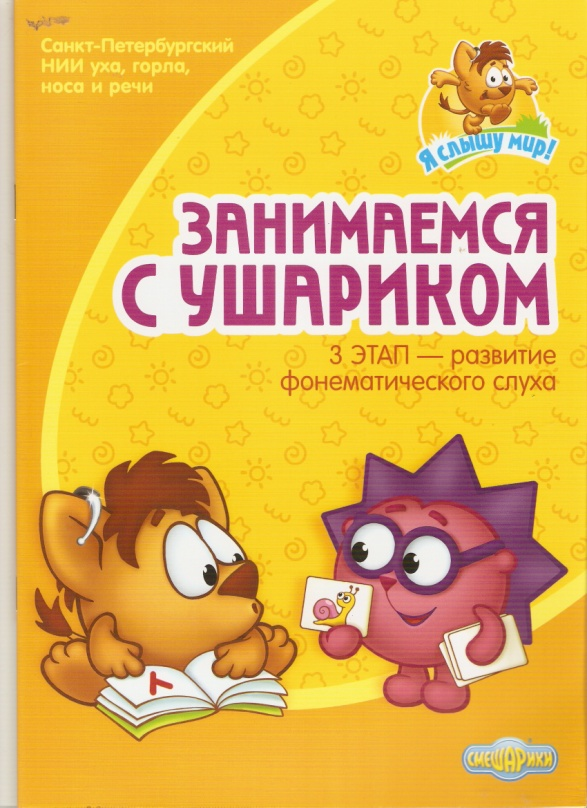 Санкт-Петербургский
НИИ уха, горла,
носа и речи
Я слышу мир!
ЗАНИМАЕМСЯ
С УШАРИКОМ
3 ЭТАП — развитие
фонематического слуха
Т
СМЕШАРИКИ